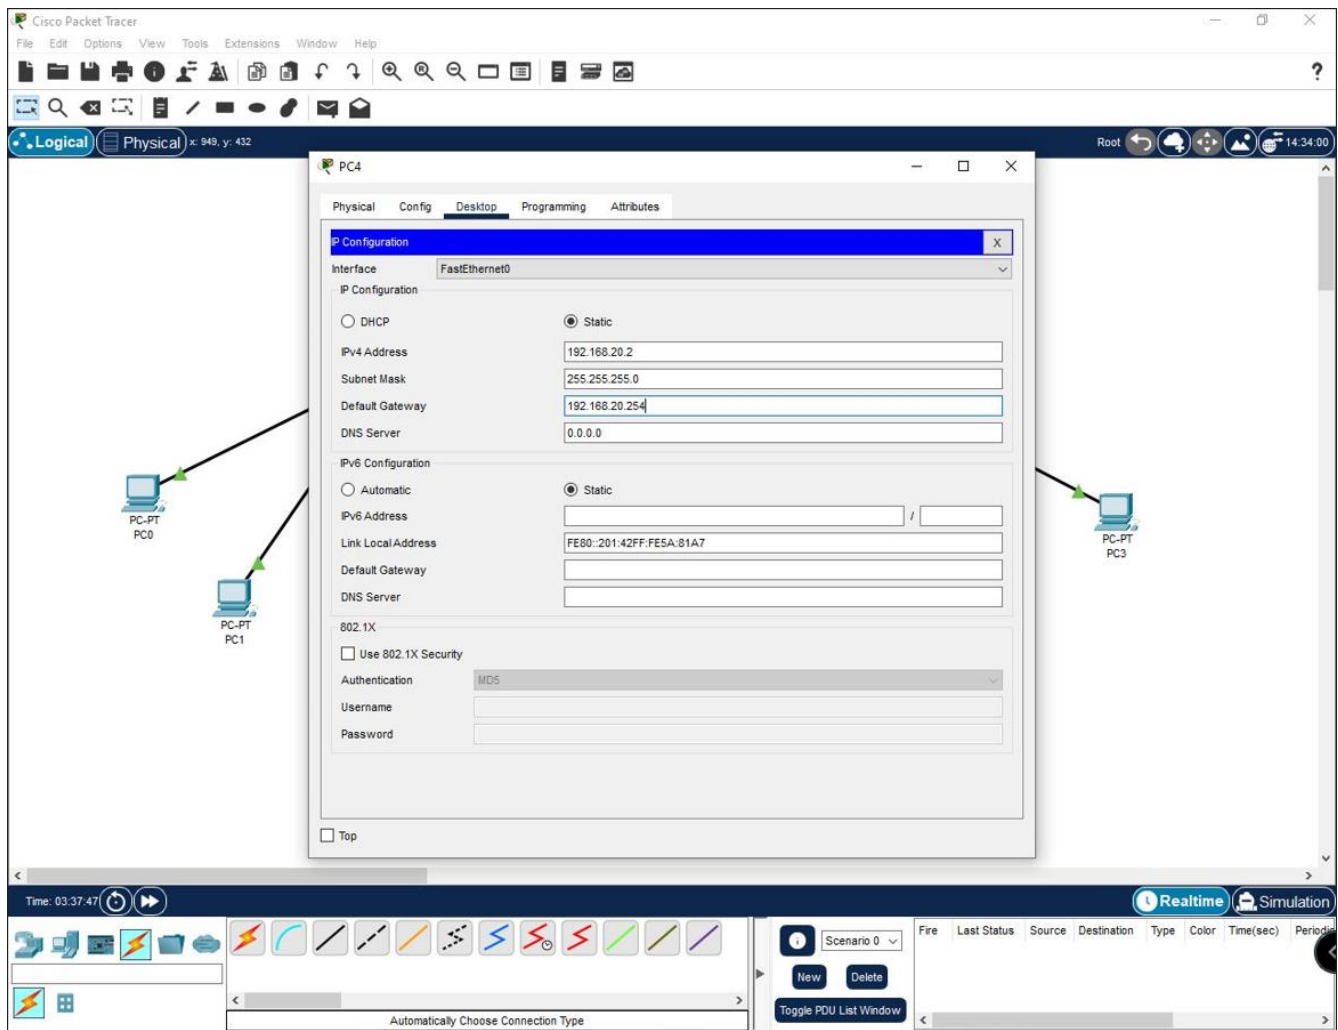 Cisco Packet Tracer
File Edit Options View Tools Extensions Window Help
?
Logical Physical x: 949, y: 432 Root 14:34:00
PC4
Physical Config Desktop Programming Attributes
IP Configuration X
Interface FastEthernet0
IP Configuration
DHCP Static
IPv4 Address 192.168.20.2
Subnet Mask 255.255.255.0
Default Gateway 192.168.20.254
DNS Server 0.0.0.0
IPv6 Configuration
Automatic Static
IPv6 Address /
Link Local Address FE80::201:42FF:FE5A:81A7
Default Gateway
DNS Server
802.1X
Use 802.1X Security
Authentication MD5
Username
Password
Top
PC-PT
PC0
PC-PT
PC1
PC-PT
PC3
Time: 03:37:47 Realtime Simulation
Scenario 0
New Delete
Toggle PDU List Window
Fire Last Status Source Destination Type Color Time(sec) Periodic
Automatically Choose Connection Type